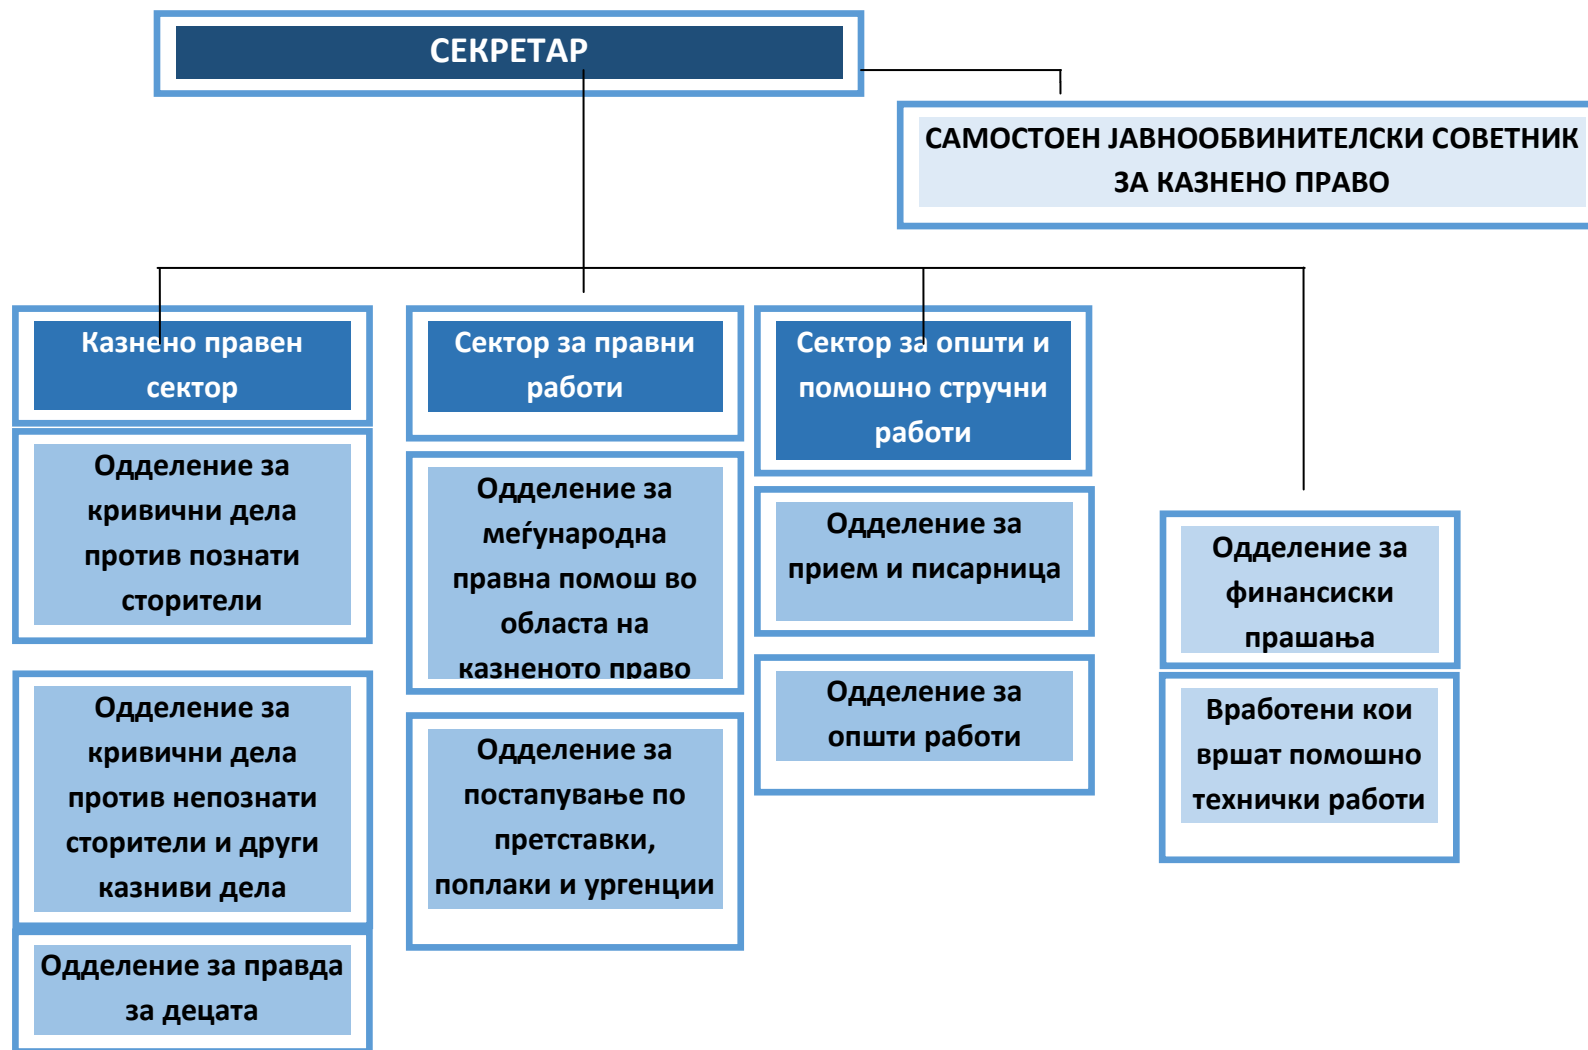 СЕКРЕТАР
САМОСТОЕН ЈАВНООБВИНИТЕЛСКИ СОВЕТНИК
ЗА КАЗНЕНО ПРАВО
Казнено правен
сектор
Одделение за
кривични дела
против познати
сторители
Одделение за
кривични дела
против непознати
сторители и други
казниви дела
Одделение за правда
за децата
Сектор за правни
работи
Одделение за
меѓународна
правна помош во
областа на
казненото право
Одделение за
постапување по
претставки,
поплаки и ургенции
Сектор за општи и
помошно стручни
работи
Одделение за
прием и писарница
Одделение за
општи работи
Одделение за
финансиски
прашања
Вработени кои
вршат помошно
технички работи